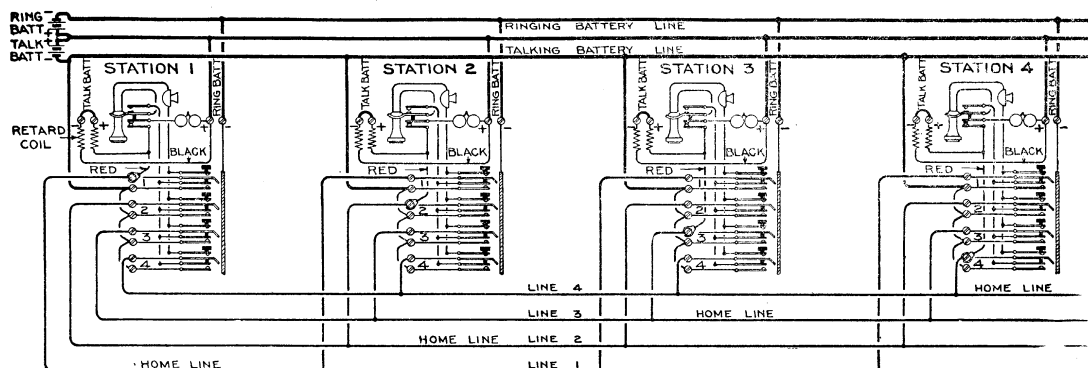 RING −
BATT. +
TALK +
BATT. −
RINGING BATTERY LINE
TALKING BATTERY LINE
STATION 1
TALK BATT
RING BATT
+
+ −
RETARD COIL
BLACK
RED
1
2
3
4
STATION 2
TALK BATT
RING BATT
+
+ −
BLACK
RED
2
3
4
STATION 3
TALK BATT
RING BATT
+
+ −
BLACK
RED
2
3
4
STATION 4
TALK BATT
RING BATT
+
+ −
BLACK
RED
2
3
4
LINE 4
HOME LINE
LINE 3
HOME LINE
HOME LINE
LINE 2
HOME LINE
LINE 1